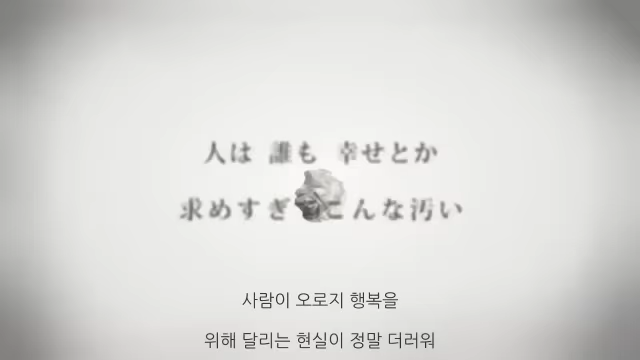 人は 誰も 幸せとか
求めすぎ こんな汚い
사람이 오로지 행복을
위해 달리는 현실이 정말 더러워